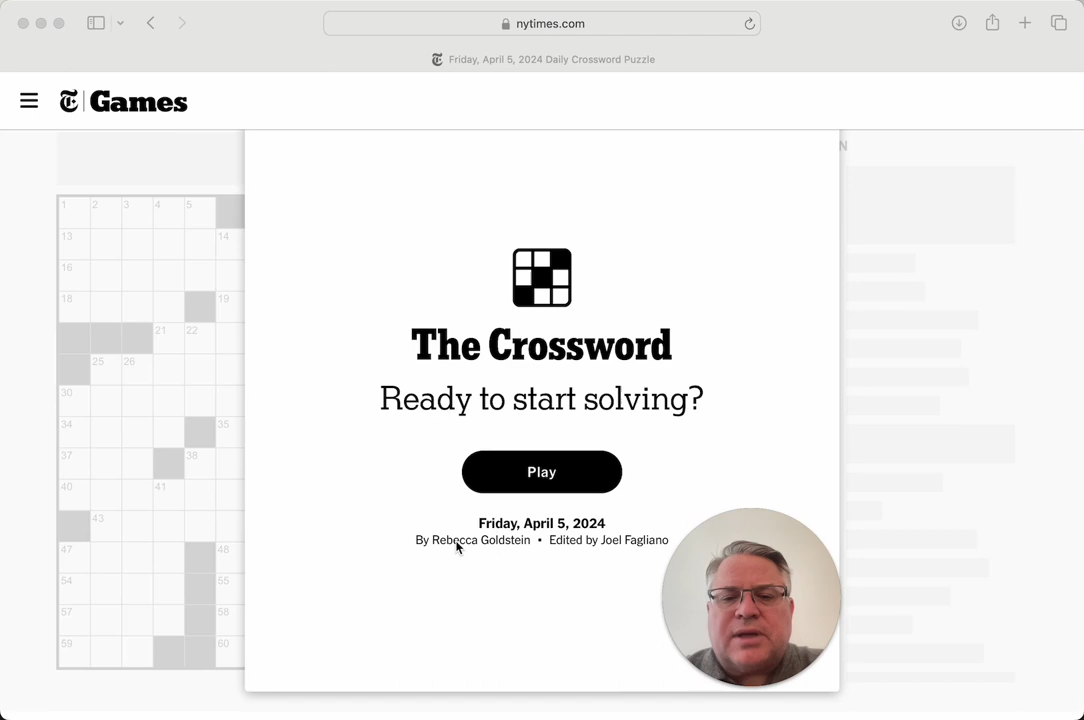 nytimes.com
Friday, April 5, 2024 Daily Crossword Puzzle
T Games
N
1 2 3 4 5
13 14
16
18 19
The Crossword
21 22
25 26
Ready to start solving?
30
34 35
37 38
Play
40 41
43
Friday, April 5, 2024
By Rebecca Goldstein • Edited by Joel Fagliano
47 48
54 55
57 58
59 60